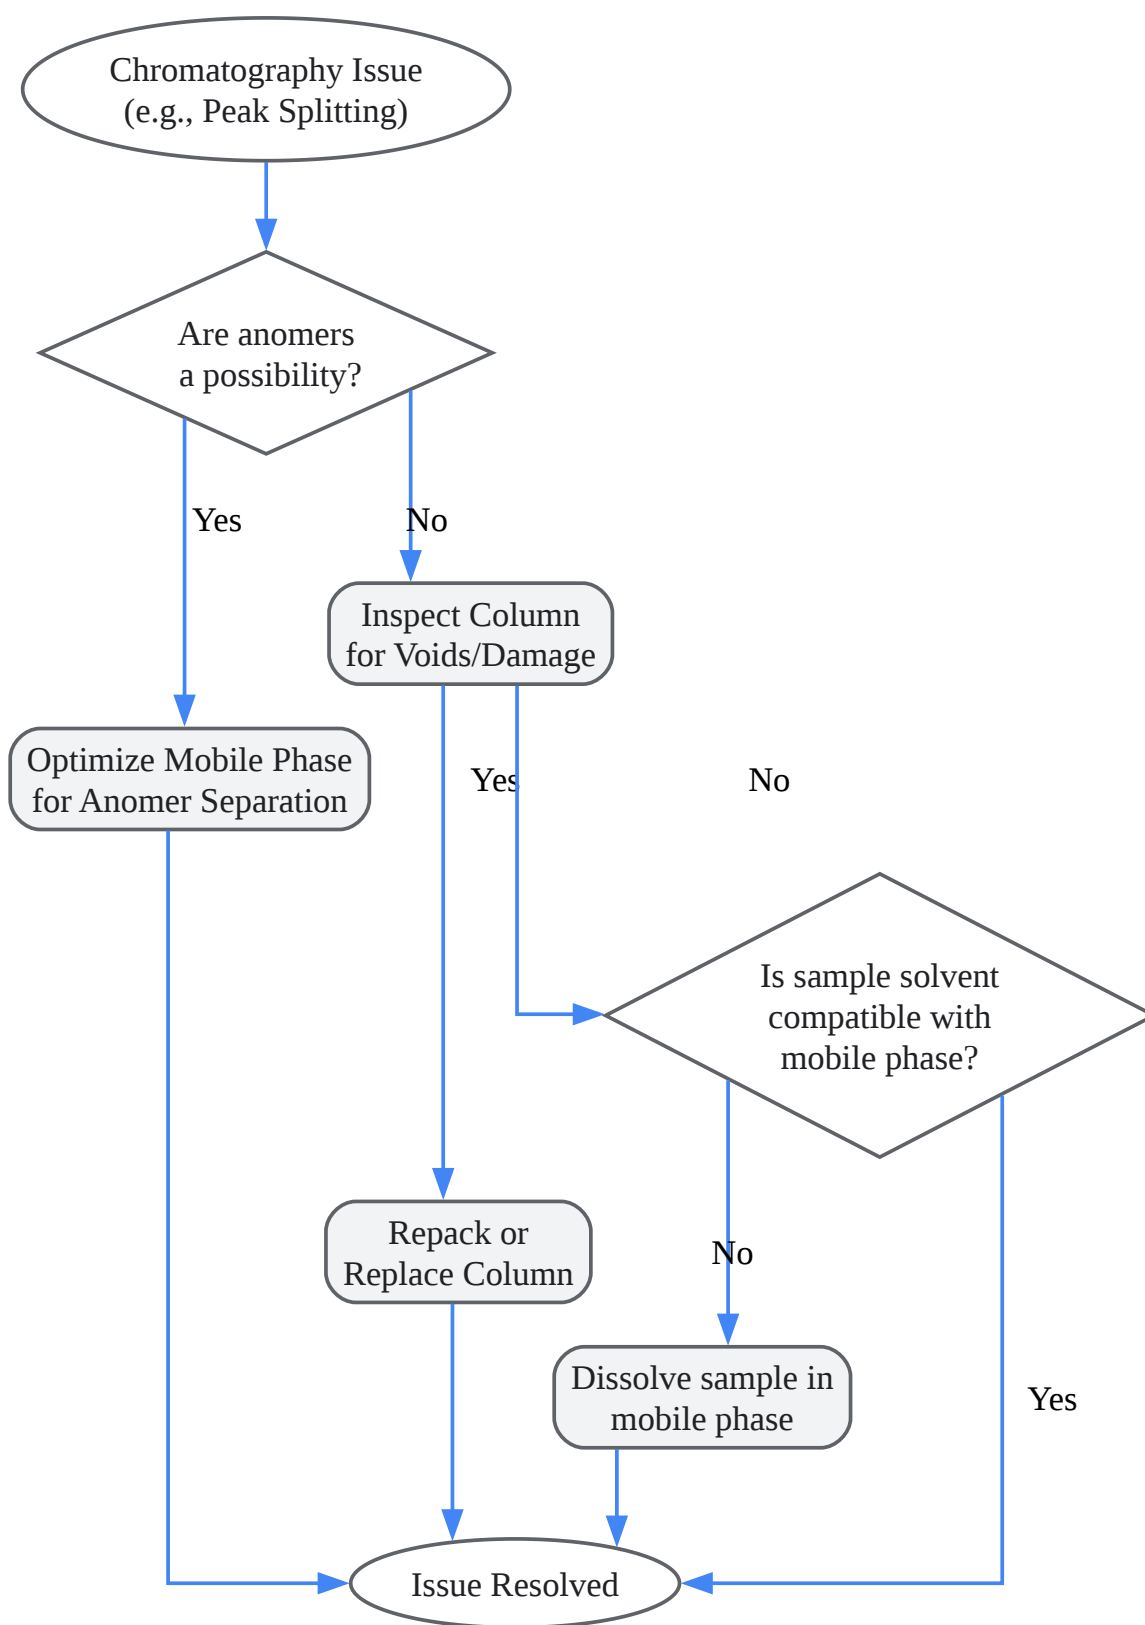 Chromatography Issue
(e.g., Peak Splitting)
Are anomers
a possibility?
Yes
No
Inspect Column
for Voids/Damage
Optimize Mobile Phase
for Anomer Separation
Yes
No
Is sample solvent
compatible with
mobile phase?
Repack or
Replace Column
No
Dissolve sample in
mobile phase
Yes
Issue Resolved